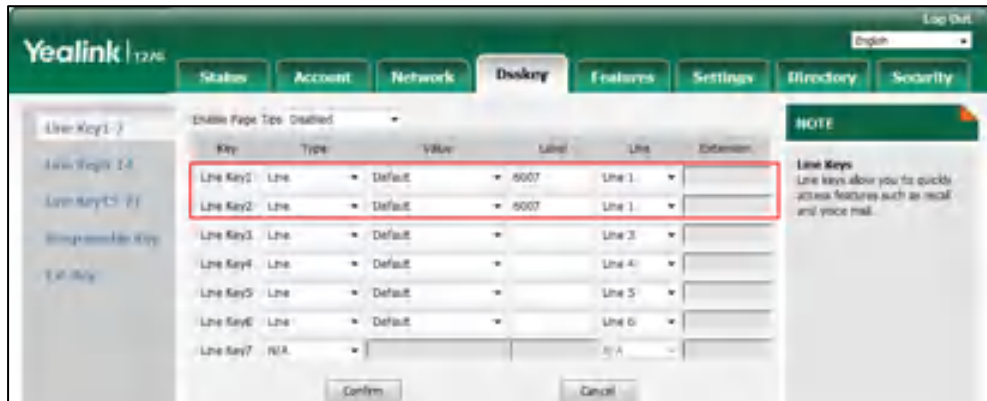 Log Out
Yealink
English
Status Account Network Dsskey Features Settings Directory Security
Line Key1-7
Enable Page Tips Disabled
NOTE
Key Type Value Label Line Extension
Line Key1 Line Default 6007 Line 1
Line Keys
Line keys allow you to quickly access features such as recall and voice mail.
Line Key2 Line Default 6007 Line 1
Line Key3 Line Default Line 3
Programmable Key
Line Key4 Line Default Line 4
Ext Key
Line Key5 Line Default Line 5
Line Key6 Line Default Line 6
Line Key7 N/A N/A
Confirm Cancel